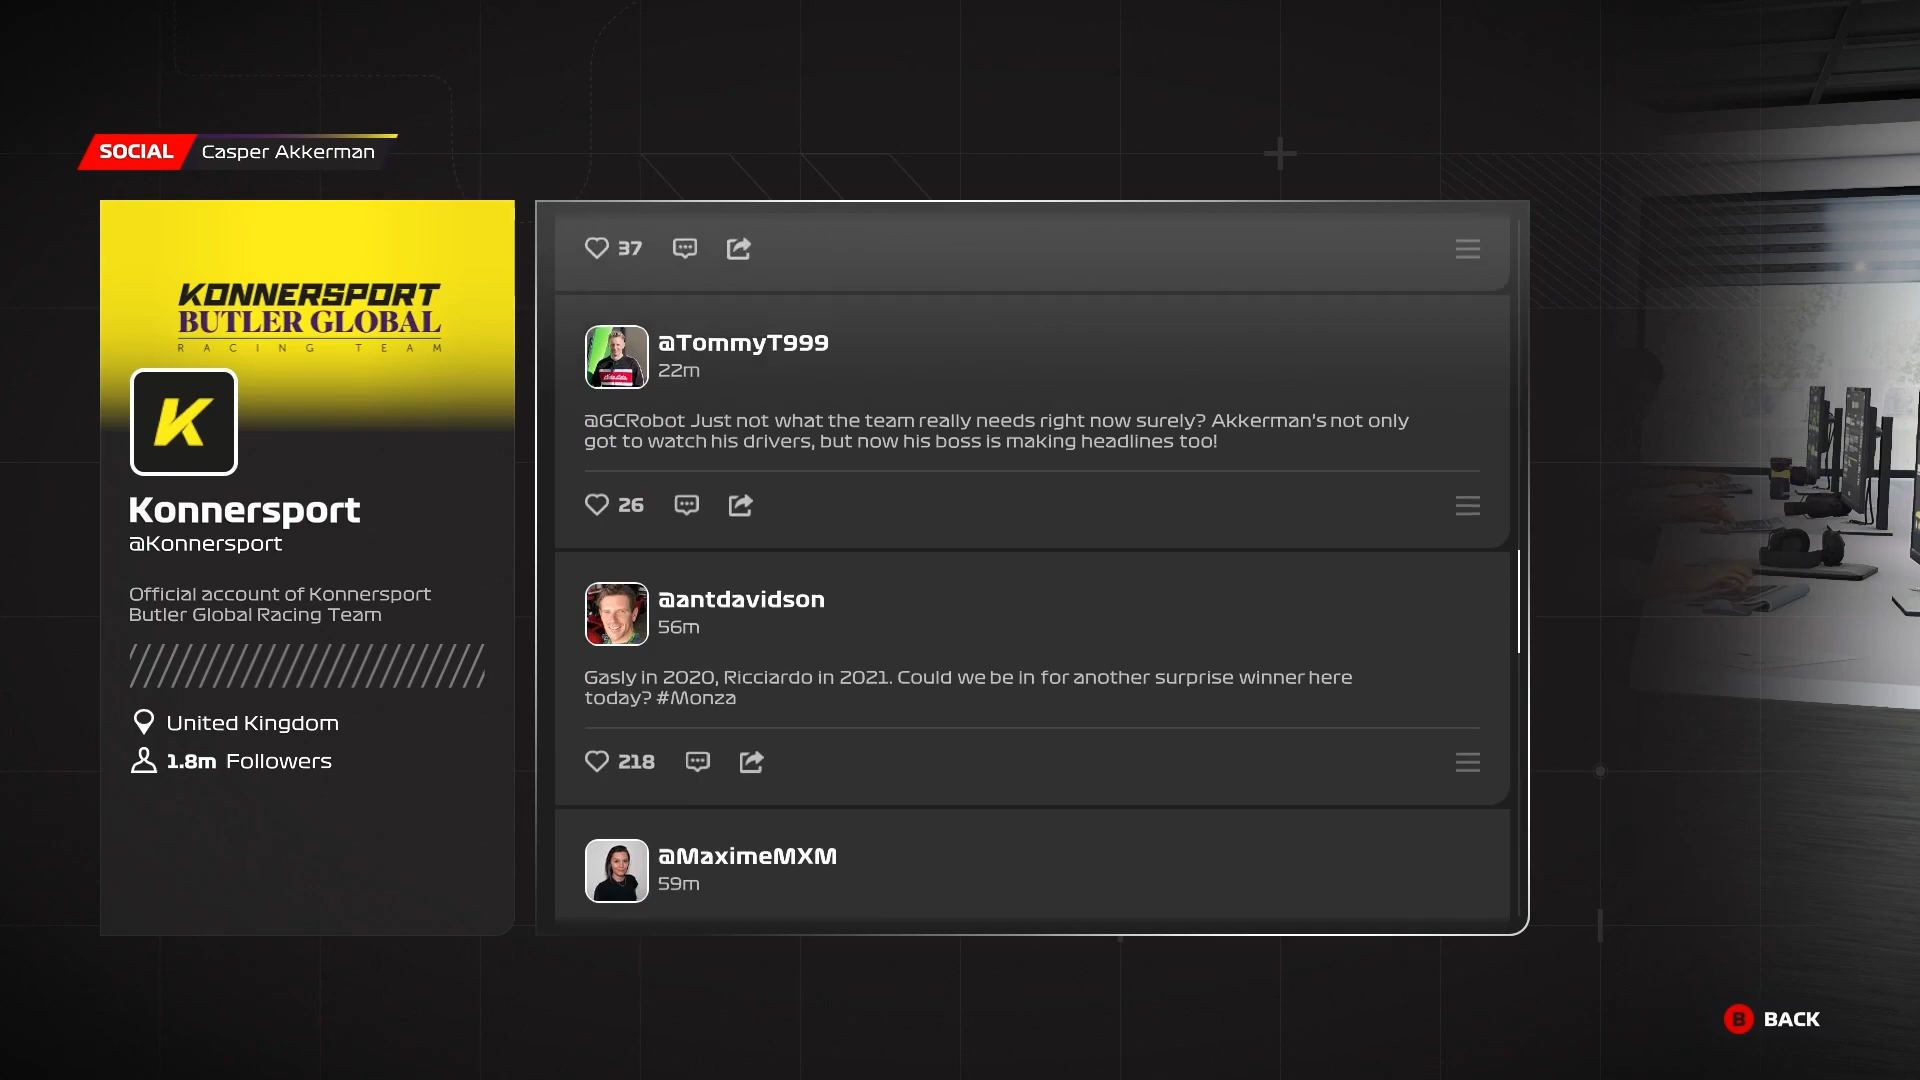 SOCIAL Casper Akkerman
KONNERSPORT
BUTLER GLOBAL
RACING TEAM
K
Konnersport
@Konnersport
Official account of Konnersport
Butler Global Racing Team
United Kingdom
1.8m Followers
37
@TommyT999
22m
@GCRobot Just not what the team really needs right now surely? Akkerman's not only
got to watch his drivers, but now his boss is making headlines too!
26
@antdavidson
56m
Gasly in 2020, Ricciardo in 2021. Could we be in for another surprise winner here
today? #Monza
218
@MaximeMXM
59m
B BACK